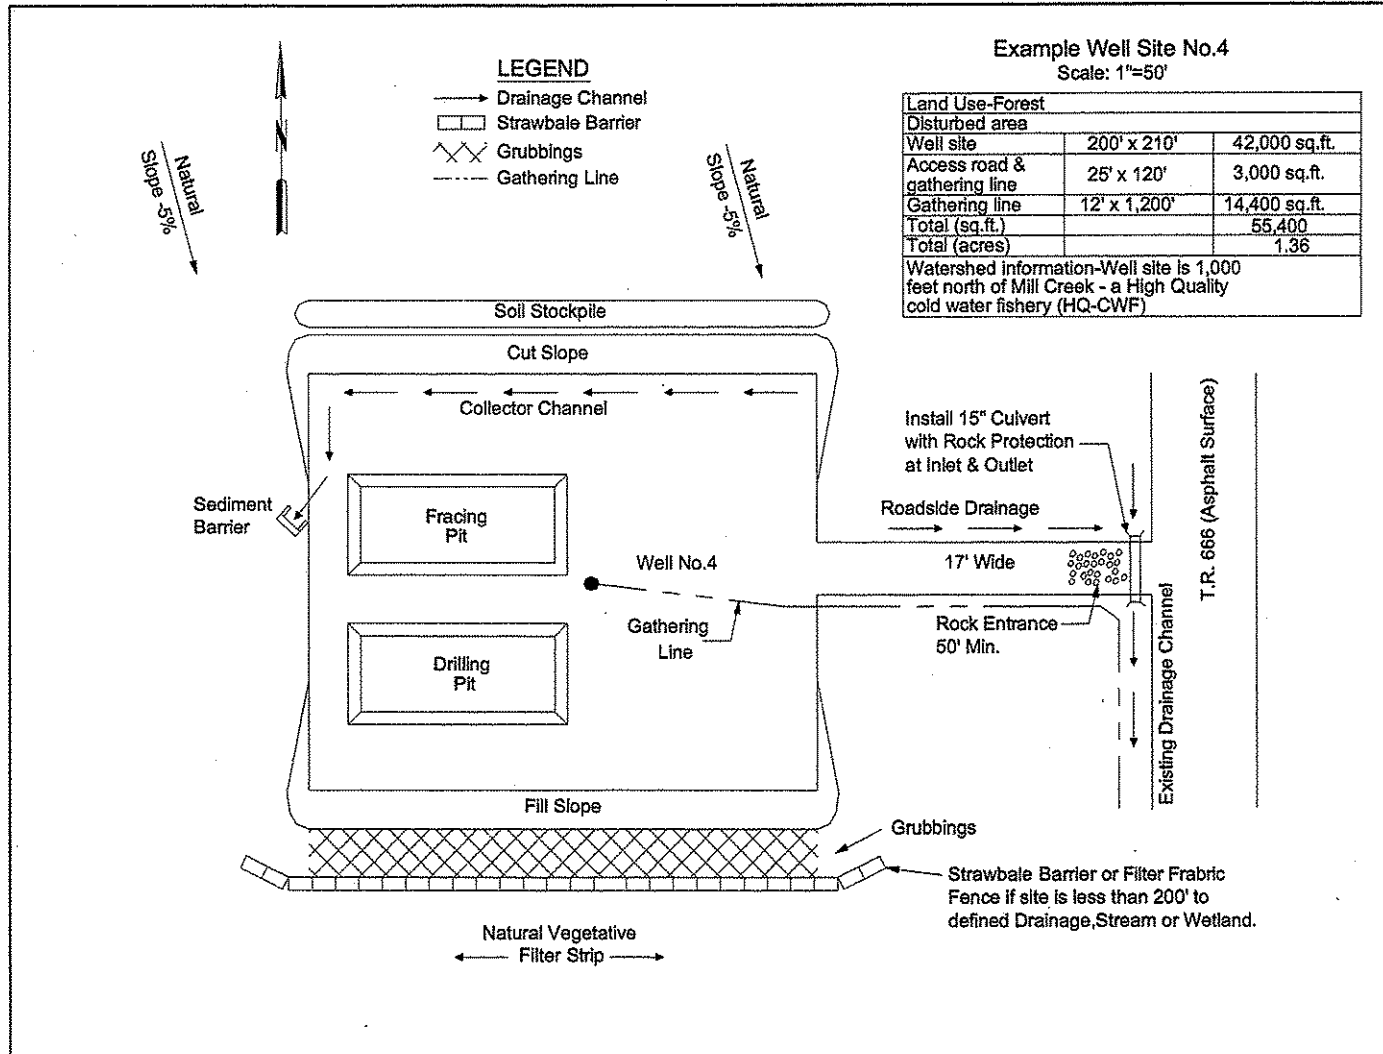 Example Well Site No.4
Scale: 1"=50'
LEGEND
Drainage Channel
Strawbale Barrier
Grubbings
Gathering Line
N
Natural
Slope -5%
Natural
Slope -5%
Land Use-Forest
Disturbed area
Well site 200' x 210' 42,000 sq.ft.
Access road &
gathering line 25' x 120' 3,000 sq.ft.
Gathering line 12' x 1,200' 14,400 sq.ft.
Total (sq.ft.) 55,400
Total (acres) 1.36
Watershed information-Well site is 1,000
feet north of Mill Creek - a High Quality
cold water fishery (HQ-CWF)
Soil Stockpile
Cut Slope
Collector Channel
Sediment
Barrier
Fracing
Pit
Well No.4
Gathering
Line
Drilling
Pit
Install 15" Culvert
with Rock Protection
at Inlet & Outlet
Roadside Drainage
17' Wide
Rock Entrance
50' Min.
T.R. 666 (Asphalt Surface)
Existing Drainage Channel
Fill Slope
Grubbings
Strawbale Barrier or Filter Frabric
Fence if site is less than 200' to
defined Drainage,Stream or Wetland.
Natural Vegetative
Filter Strip